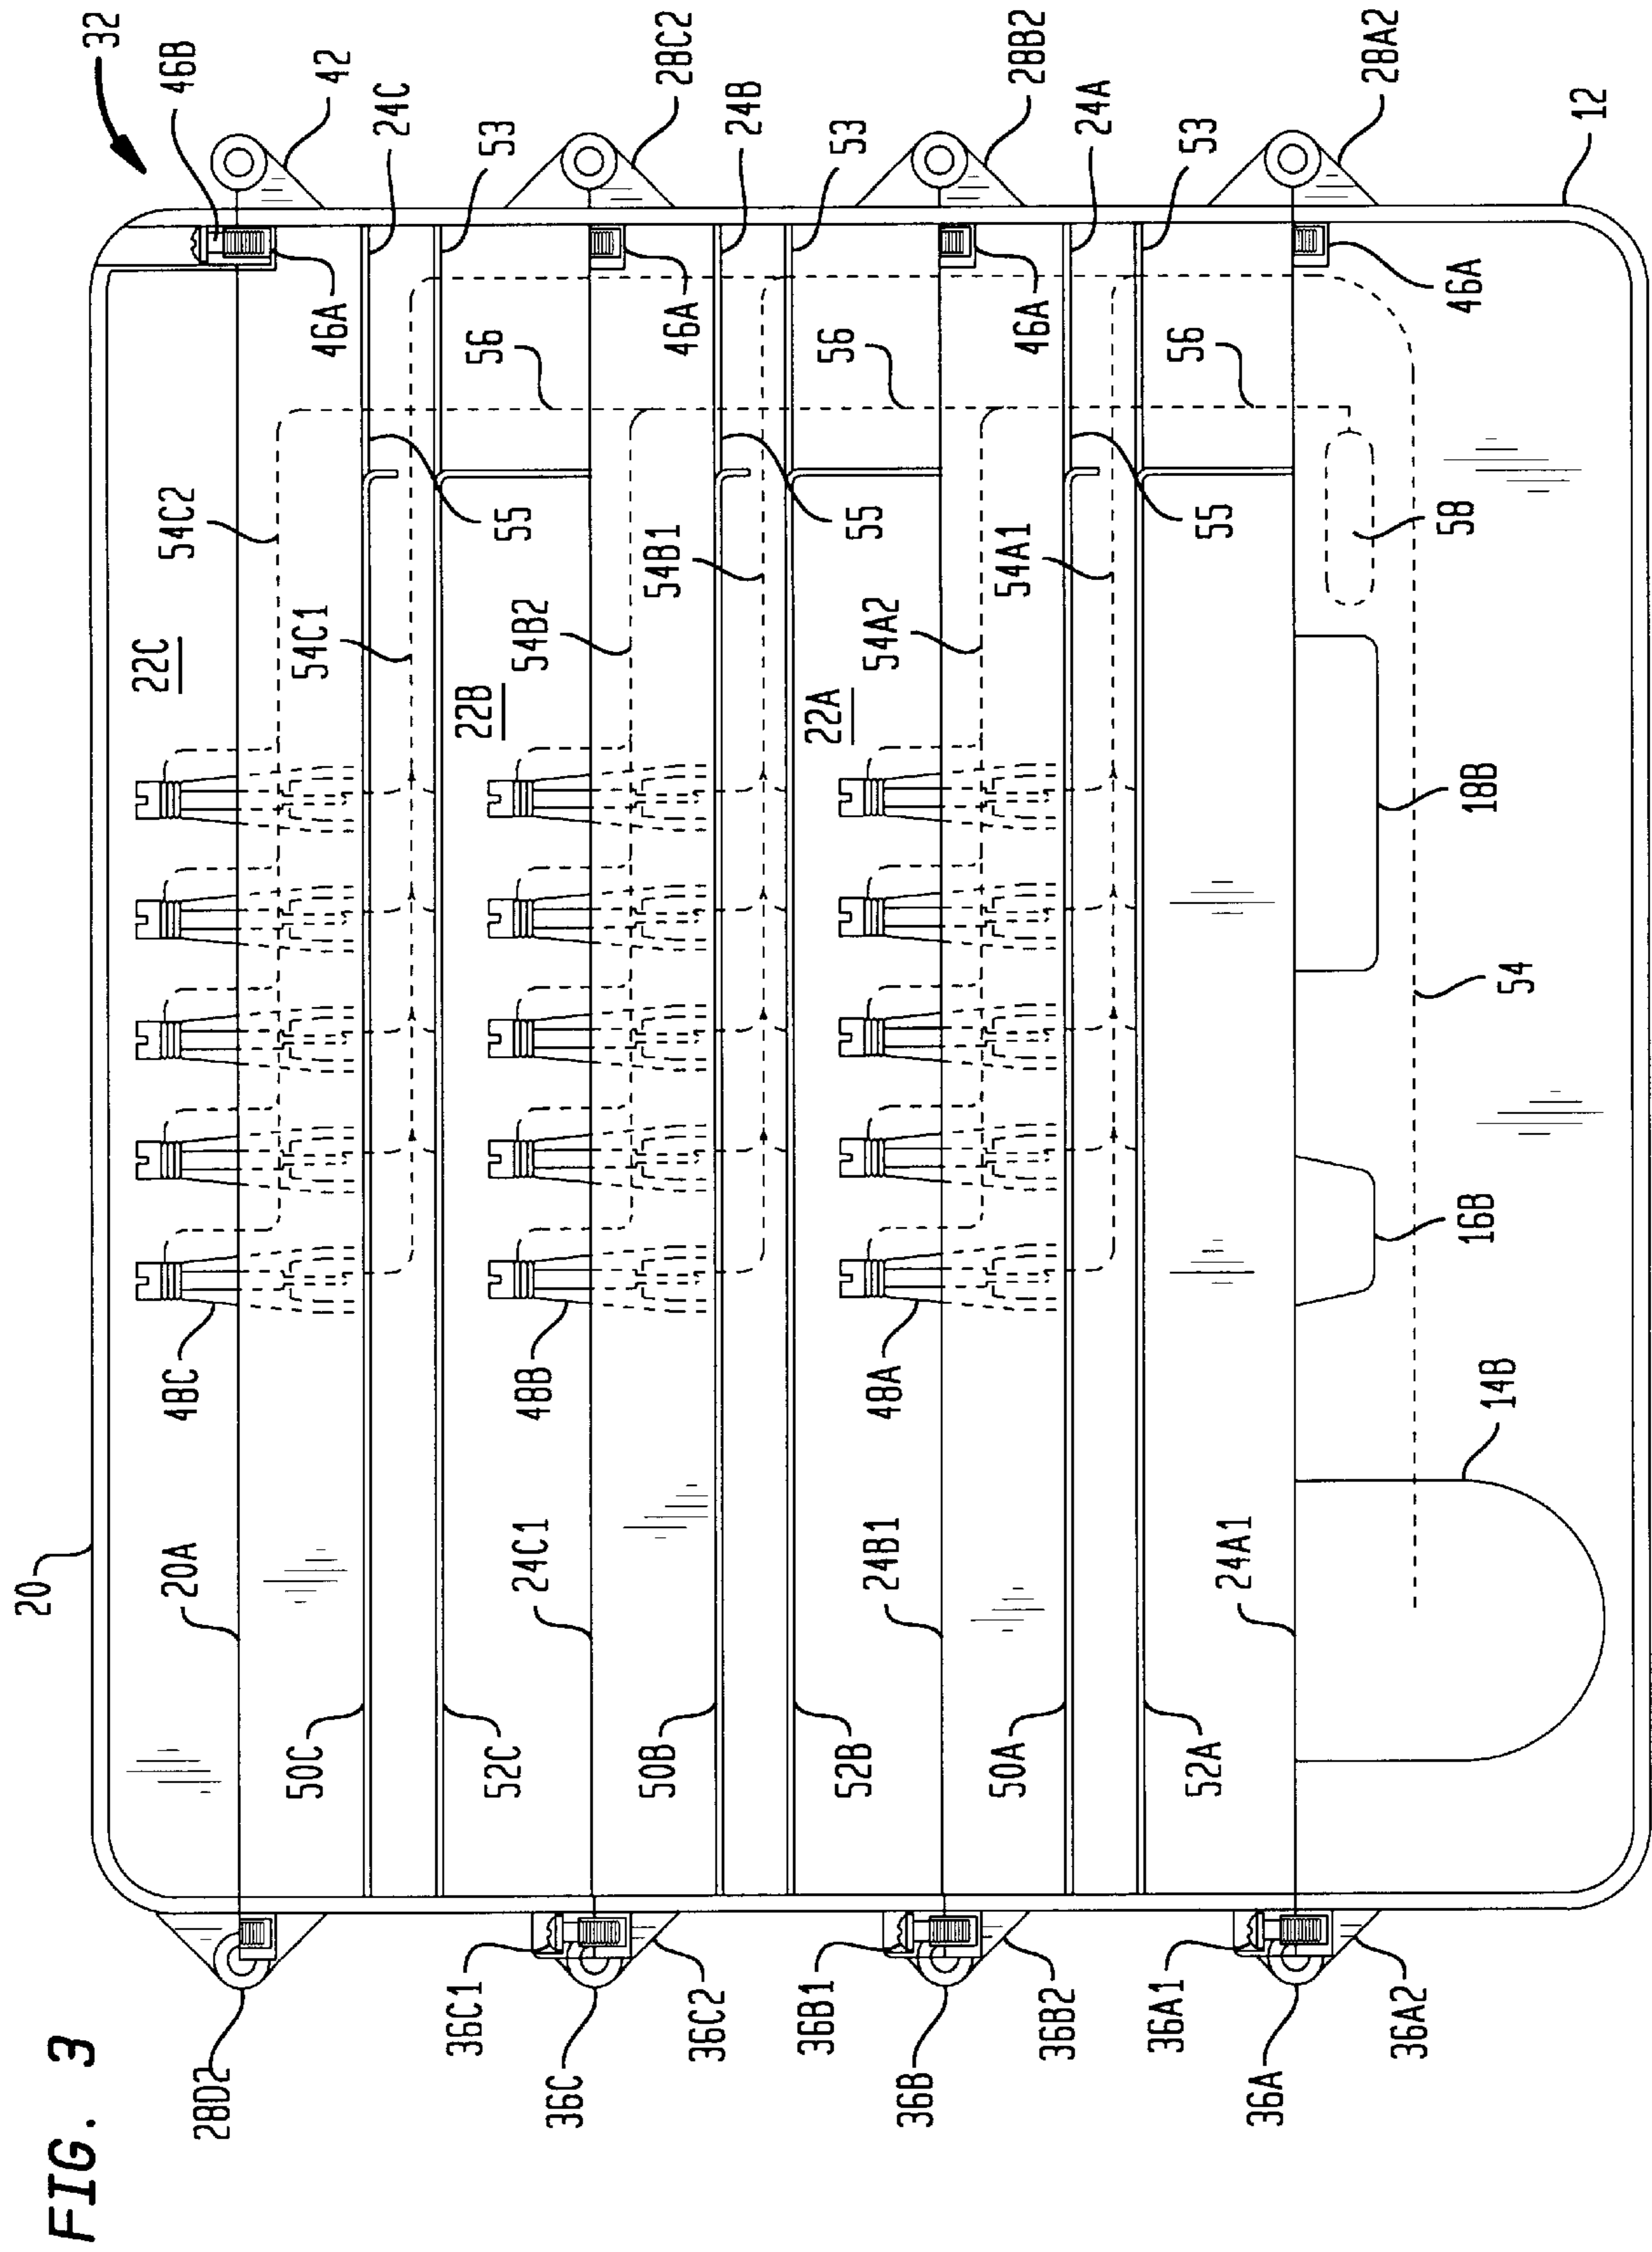 FIG. 3
20
32
28D2
20A
48C
22C
54C2
46B
50C
54C1
46A
42
24C
36C1
36C
52C
24C1
48B
22B
54B2
55
56
53
36C2
50B
54B1
46A
28C2
24B
36B1
36B
52B
24B1
48A
22A
54A2
55
56
53
36B2
50A
54A1
46A
28B2
24A
36A1
36A
52A
24A1
55
56
53
36A2
28A2
46A
14B
16B
18B
58
54
12